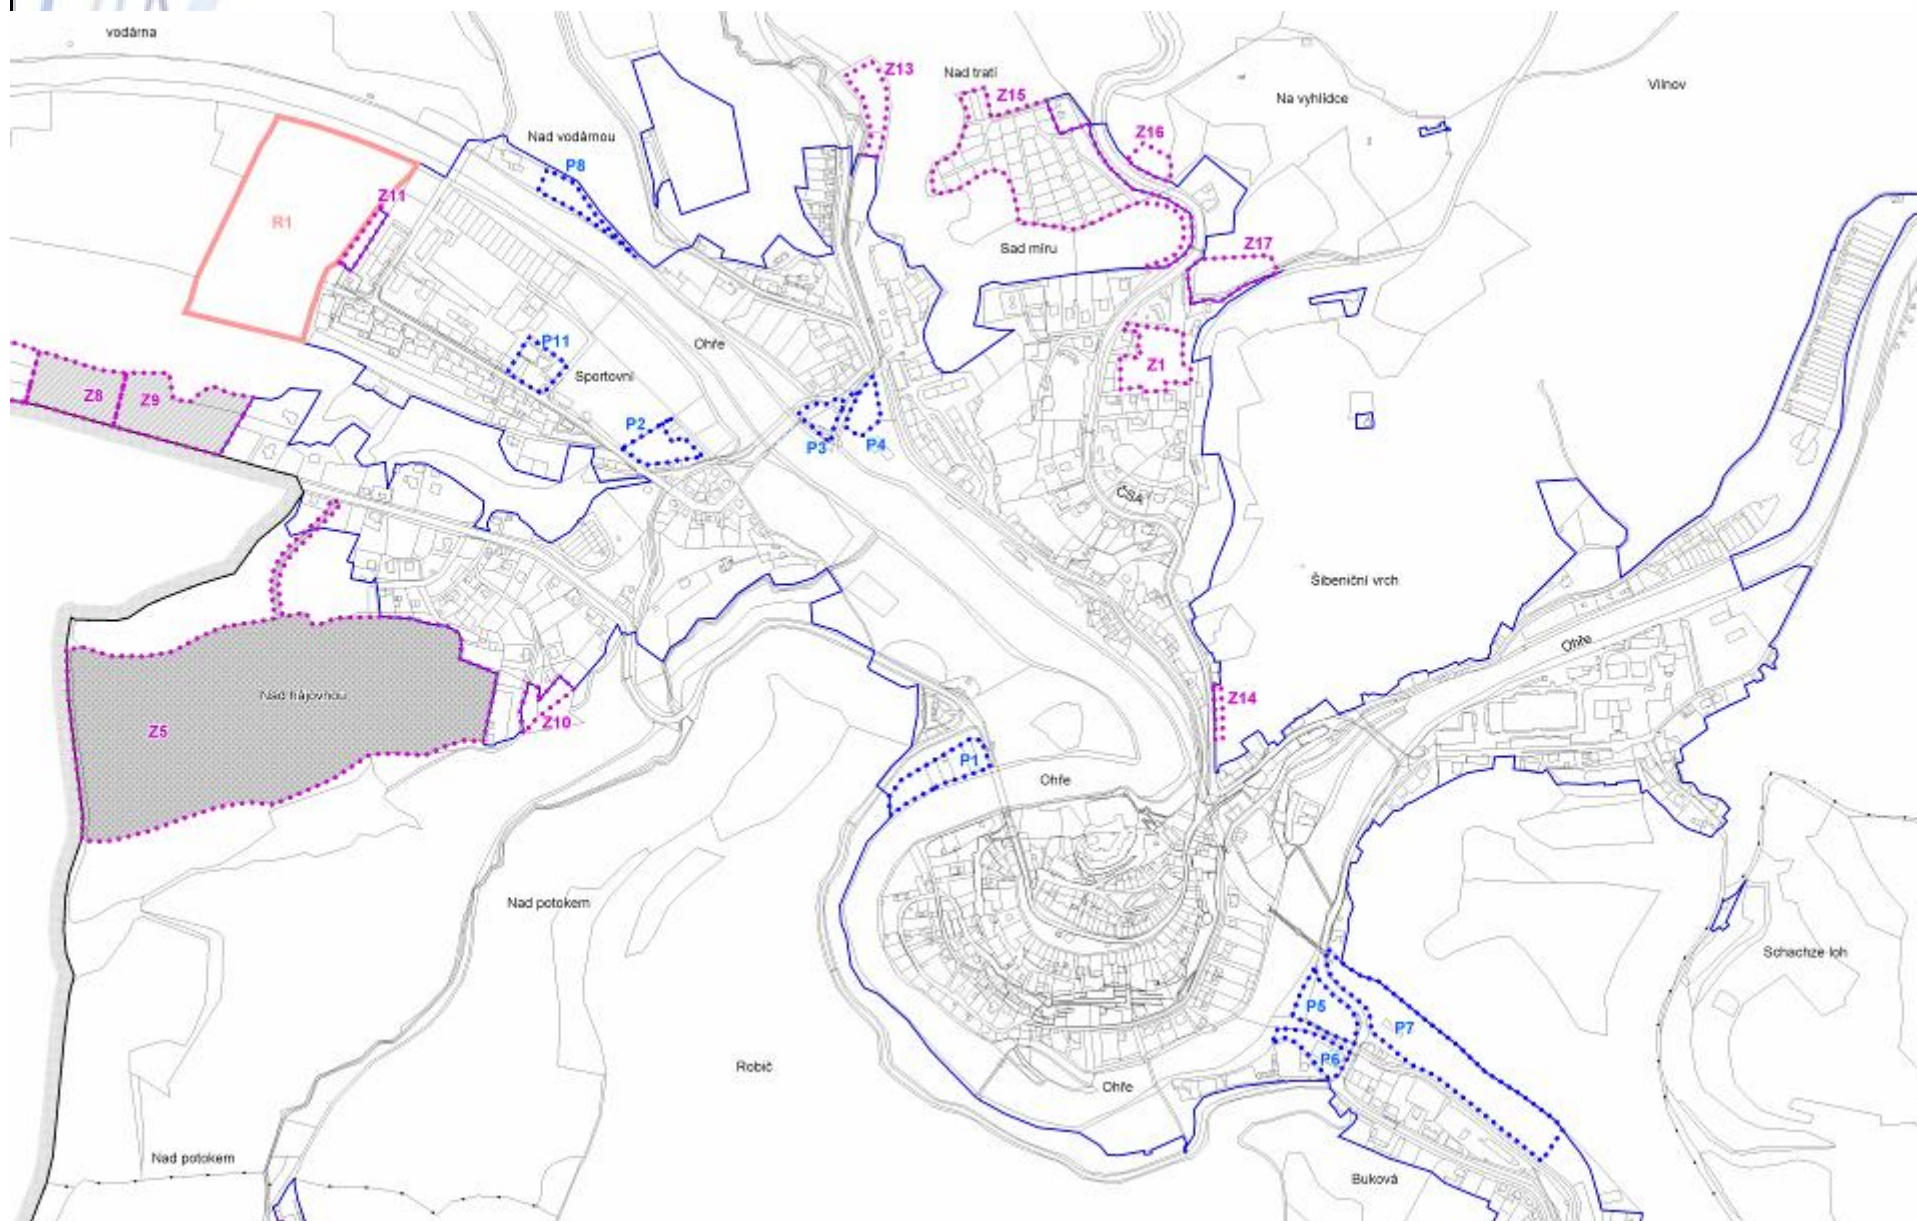 vodárna
Z13
Nad tratí
Z15
Vilnov
Na vyhlídce
Nad vodárnou
Z16
P8
Z11
R1
Sad míru
Z17
P11
Ohře
Sportovní
Z1
Z8
Z9
P2
P3
P4
ČSA
Šibeniční vrch
Ohře
Nad hájovnou
Z5
Z10
Z14
P1
Ohře
Nad potokem
Schachze loh
P5
P7
P6
Robič
Ohře
Nad potokem
Buková